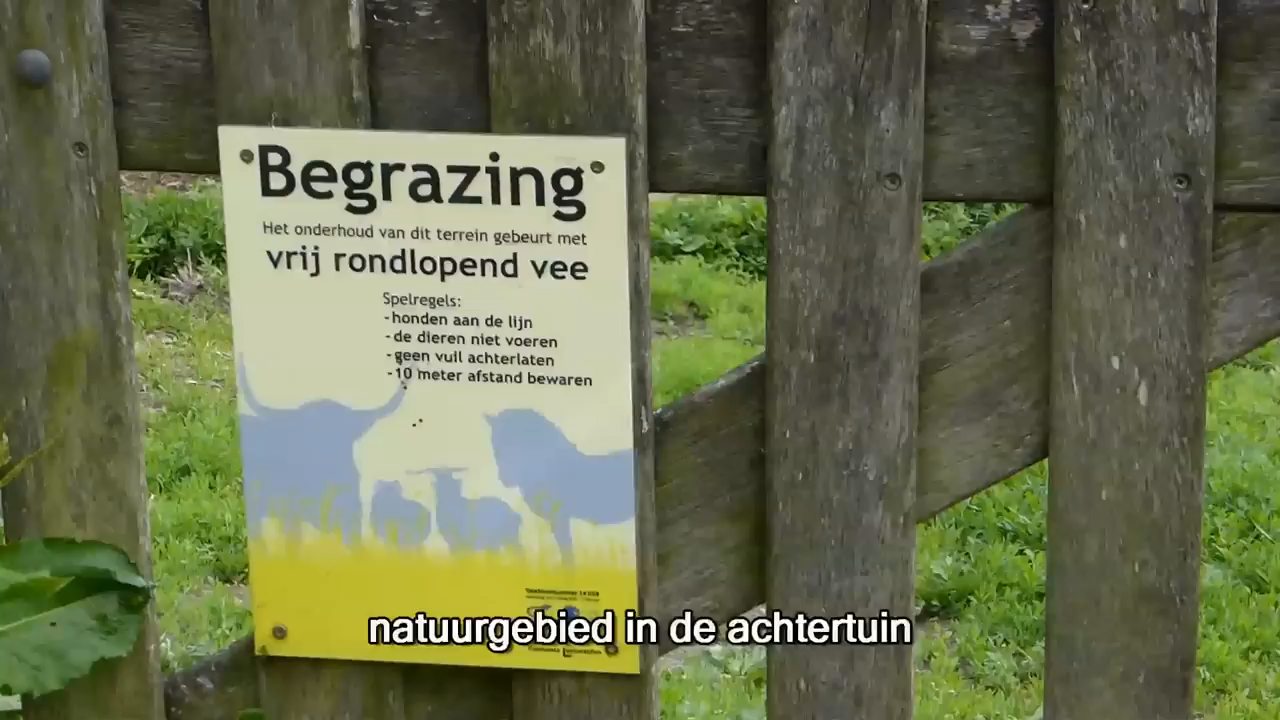 Begrazing
Het onderhoud van dit terrein gebeurt met
vrij rondlopend vee
Spelregels:
-honden aan de lijn
-de dieren niet voeren
-geen vuil achterlaten
-10 meter afstand bewaren
natuurgebied in de achtertuin